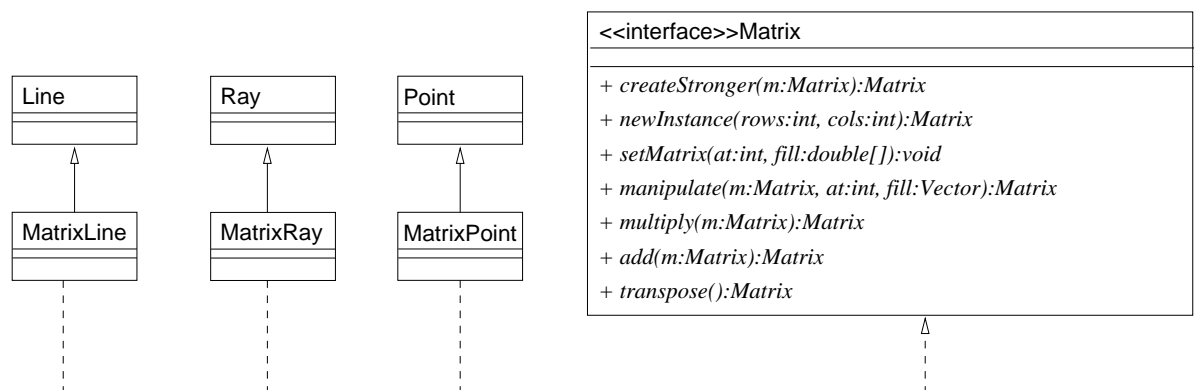 <<interface>>Matrix
+ createStronger(m:Matrix):Matrix
+ newInstance(rows:int, cols:int):Matrix
+ setMatrix(at:int, fill:double[]):void
+ manipulate(m:Matrix, at:int, fill:Vector):Matrix
+ multiply(m:Matrix):Matrix
+ add(m:Matrix):Matrix
+ transpose():Matrix
Line
Ray
Point
MatrixLine
MatrixRay
MatrixPoint